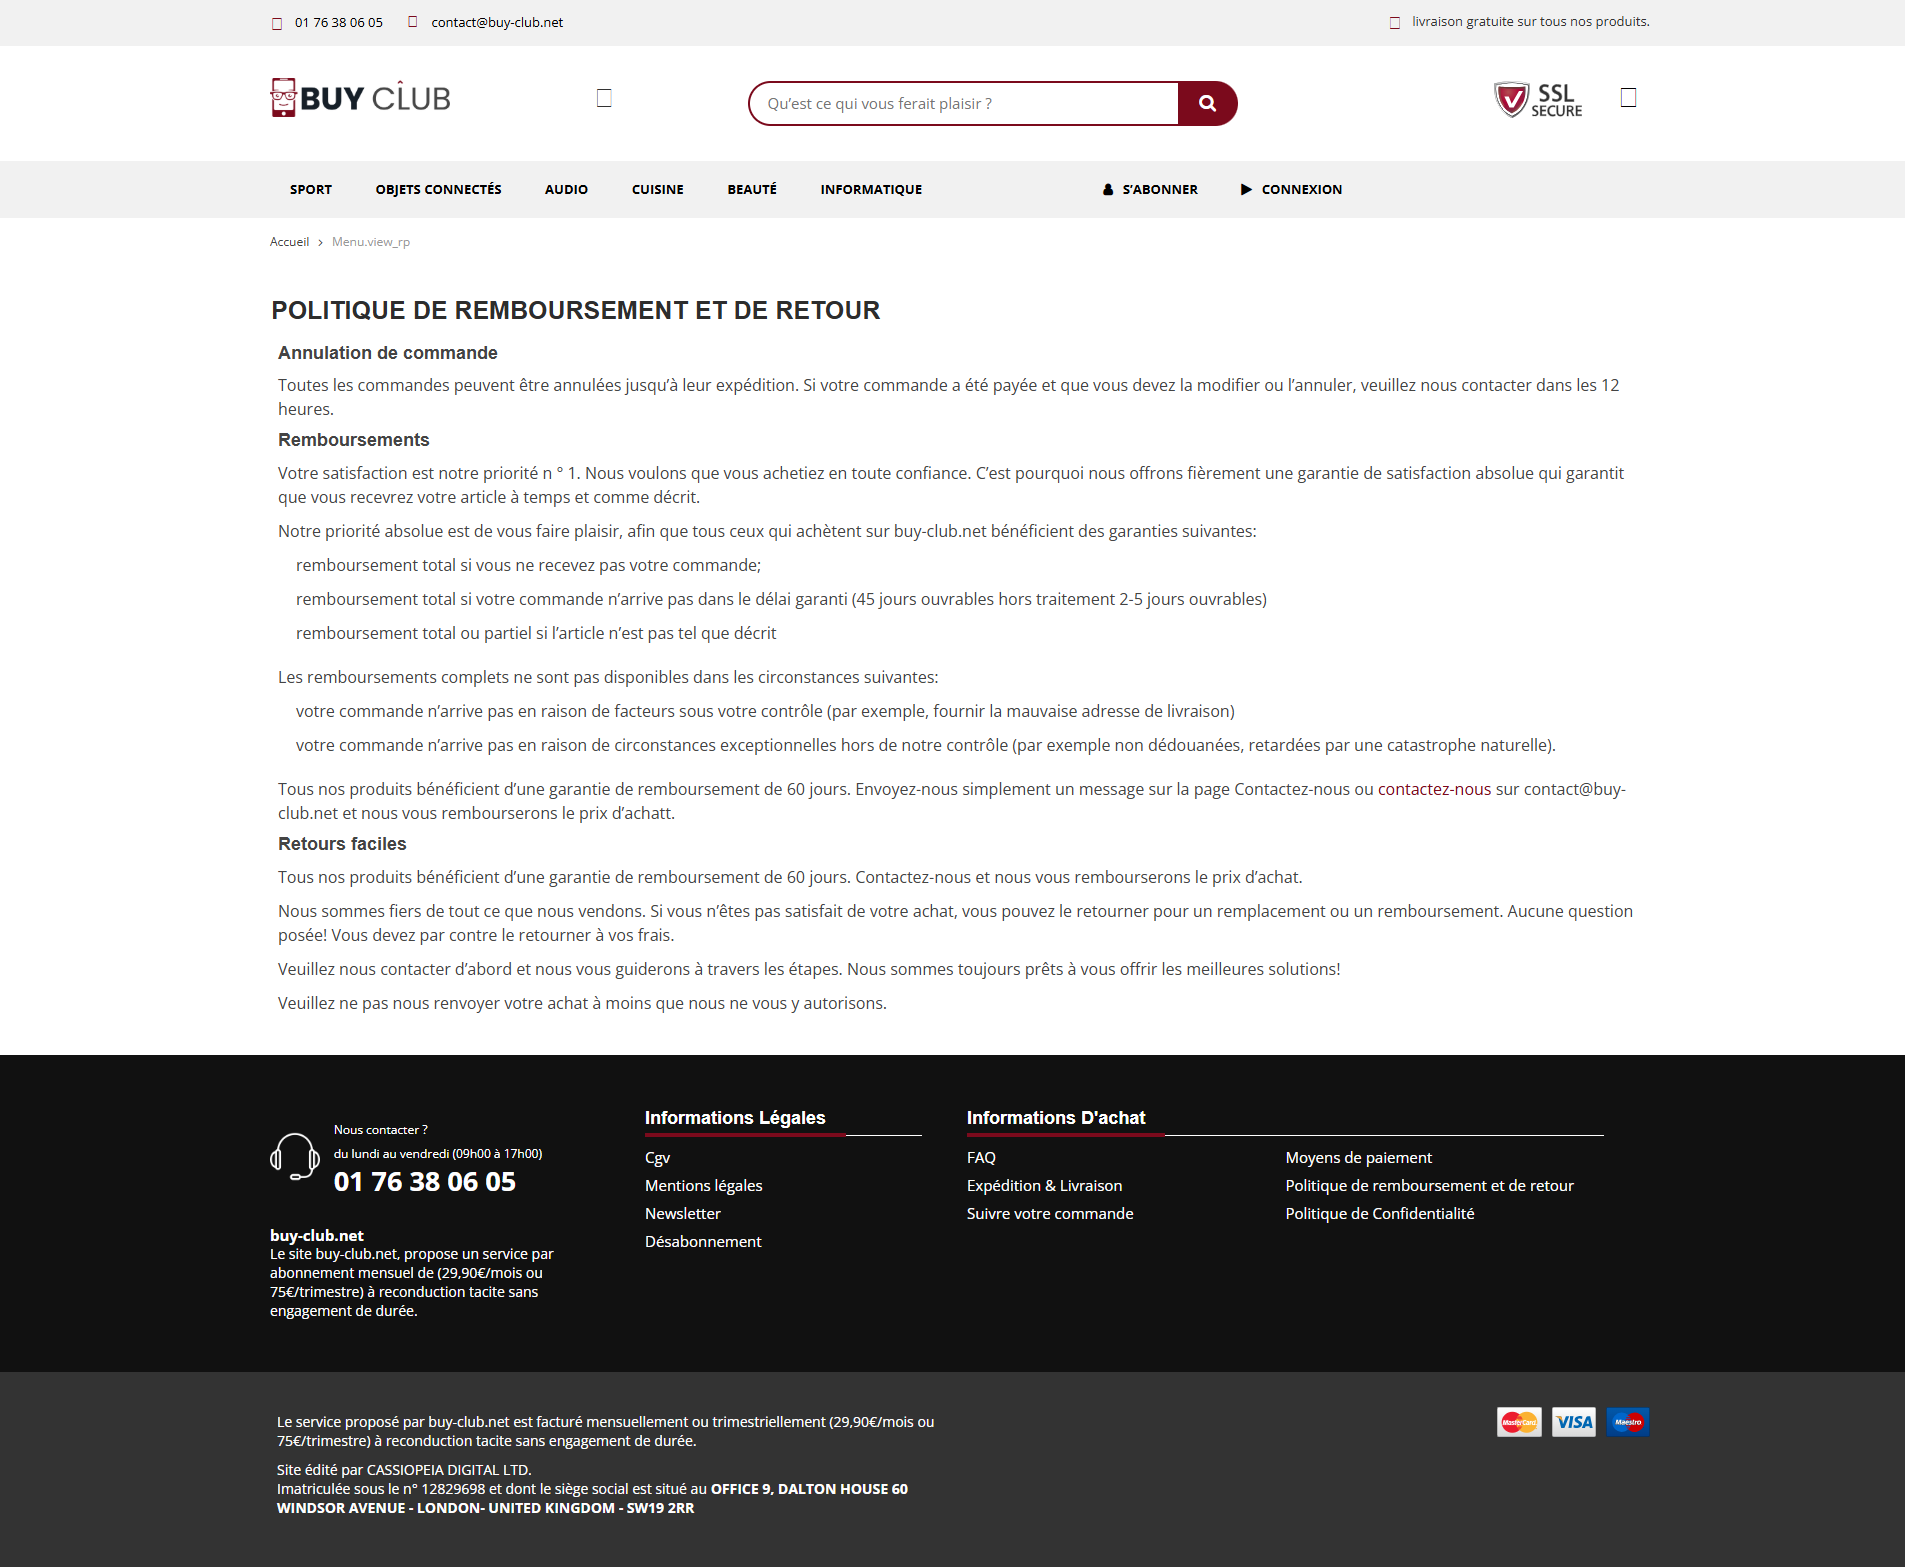 01 76 38 06 05 contact@buy-club.net livraison gratuite sur tous nos produits.
BUY CLUB
Qu’est ce qui vous ferait plaisir ?
SSL
SECURE
SPORT OBJETS CONNECTÉS AUDIO CUISINE BEAUTÉ INFORMATIQUE S’ABONNER CONNEXION
Accueil > Menu.view_rp
POLITIQUE DE REMBOURSEMENT ET DE RETOUR
Annulation de commande
Toutes les commandes peuvent être annulées jusqu’à leur expédition. Si votre commande a été payée et que vous devez la modifier ou l’annuler, veuillez nous contacter dans les 12
heures.
Remboursements
Votre satisfaction est notre priorité n ° 1. Nous voulons que vous achetiez en toute confiance. C’est pourquoi nous offrons fièrement une garantie de satisfaction absolue qui garantit
que vous recevrez votre article à temps et comme décrit.
Notre priorité absolue est de vous faire plaisir, afin que tous ceux qui achètent sur buy-club.net bénéficient des garanties suivantes:
remboursement total si vous ne recevez pas votre commande;
remboursement total si votre commande n’arrive pas dans le délai garanti (45 jours ouvrables hors traitement 2-5 jours ouvrables)
remboursement total ou partiel si l’article n’est pas tel que décrit
Les remboursements complets ne sont pas disponibles dans les circonstances suivantes:
votre commande n’arrive pas en raison de facteurs sous votre contrôle (par exemple, fournir la mauvaise adresse de livraison)
votre commande n’arrive pas en raison de circonstances exceptionnelles hors de notre contrôle (par exemple non dédouanées, retardées par une catastrophe naturelle).
Tous nos produits bénéficient d’une garantie de remboursement de 60 jours. Envoyez-nous simplement un message sur la page Contactez-nous ou contactez-nous sur contact@buy-
club.net et nous vous rembourserons le prix d’achatt.
Retours faciles
Tous nos produits bénéficient d’une garantie de remboursement de 60 jours. Contactez-nous et nous vous rembourserons le prix d’achat.
Nous sommes fiers de tout ce que nous vendons. Si vous n’êtes pas satisfait de votre achat, vous pouvez le retourner pour un remplacement ou un remboursement. Aucune question
posée! Vous devez par contre le retourner à vos frais.
Veuillez nous contacter d’abord et nous vous guiderons à travers les étapes. Nous sommes toujours prêts à vous offrir les meilleures solutions!
Veuillez ne pas nous renvoyer votre achat à moins que nous ne vous y autorisons.
Nous contacter ?
du lundi au vendredi (09h00 à 17h00)
01 76 38 06 05
buy-club.net
Le site buy-club.net, propose un service par
abonnement mensuel de (29,90€/mois ou
75€/trimestre) à reconduction tacite sans
engagement de durée.
Informations Légales
Cgv
Mentions légales
Newsletter
Désabonnement
Informations D'achat
FAQ
Expédition & Livraison
Suivre votre commande
Moyens de paiement
Politique de remboursement et de retour
Politique de Confidentialité
Le service proposé par buy-club.net est facturé mensuellement ou trimestriellement (29,90€/mois ou
75€/trimestre) à reconduction tacite sans engagement de durée.
Site édité par CASSIOPEIA DIGITAL LTD.
Imatriculée sous le n° 12829698 et dont le siège social est situé au OFFICE 9, DALTON HOUSE 60
WINDSOR AVENUE - LONDON- UNITED KINGDOM - SW19 2RR
MasterCard VISA Maestro